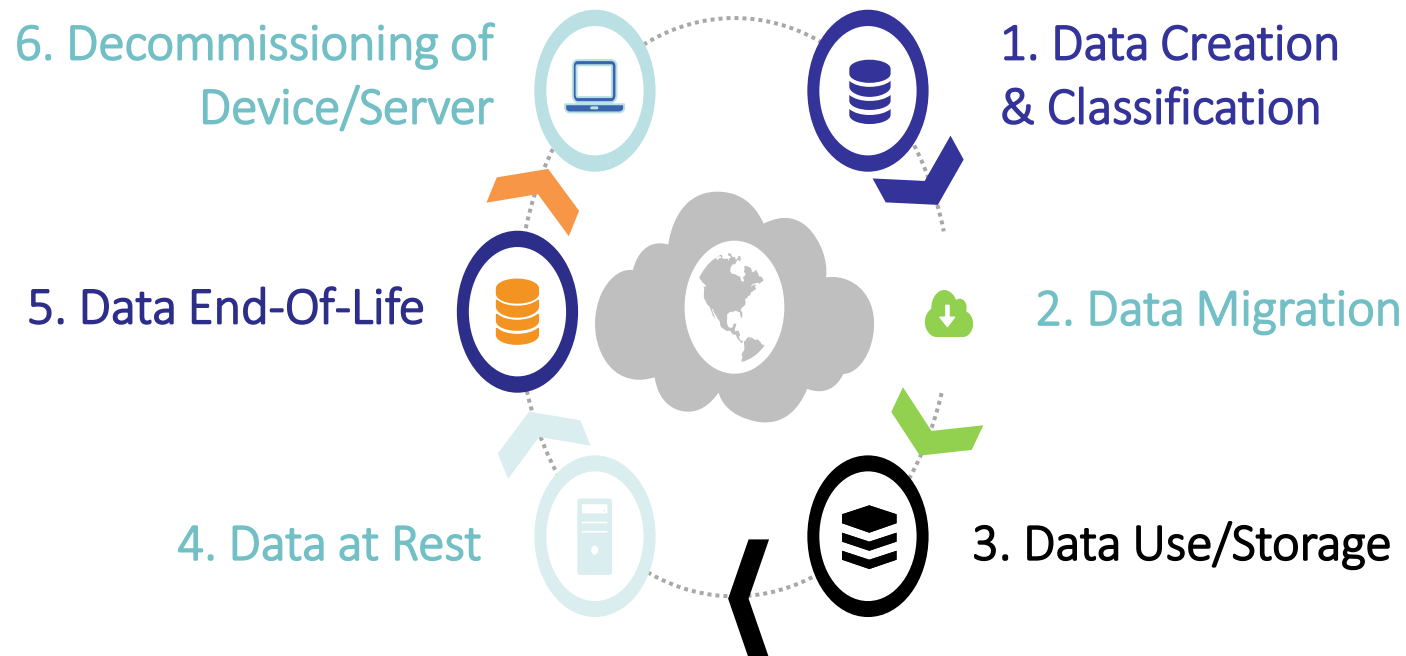 1. Data Creation
& Classification
2. Data Migration
3. Data Use/Storage
4. Data at Rest
5. Data End-Of-Life
6. Decommissioning of
Device/Server